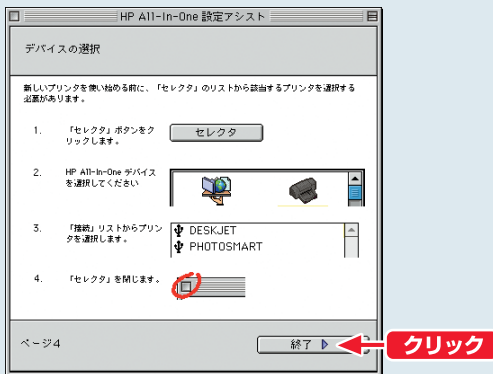 HP All-In-One 設定アシスト
デバイスの選択
新しいプリンタを使い始める前に、「セレクタ」のリストから該当するプリンタを選択する
必要があります。
1. 「セレクタ」ボタンをク
リックします。
セレクタ
2. HP All-In-One デバイス
を選択してください
3. 「接続」リストからプリン
タを選択します。
DESKJET
PHOTOSMART
4. 「セレクタ」を閉じます。
ページ4
終了
クリック